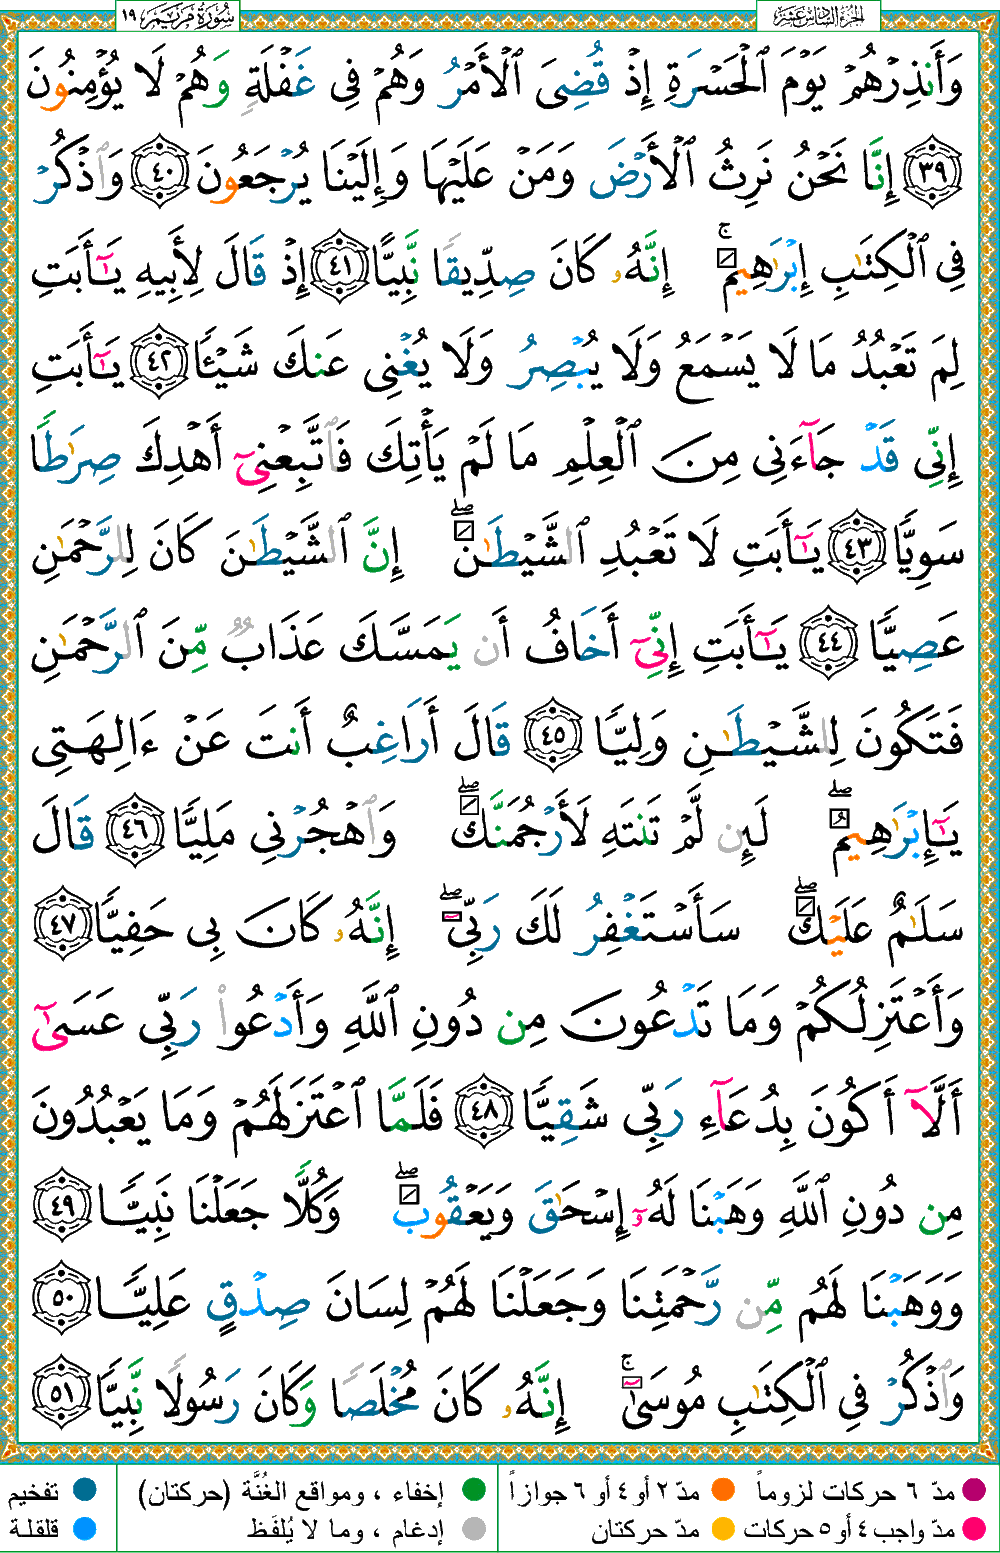 سُورَةُ مَرْيَم ١٩
الجُزءُ السَّادِسَ عَشَرَ
وَأَنذِرْهُمْ يَوْمَ ٱلْحَسْرَةِ إِذْ قُضِىَ ٱلْأَمْرُ وَهُمْ فِى غَفْلَةٍ وَهُمْ لَا يُؤْمِنُونَ
٣٩ إِنَّا نَحْنُ نَرِثُ ٱلْأَرْضَ وَمَنْ عَلَيْهَا وَإِلَيْنَا يُرْجَعُونَ ٤٠ وَٱذْكُرْ
فِى ٱلْكِتَٰبِ إِبْرَٰهِيمَ ۚ إِنَّهُۥ كَانَ صِدِّيقًا نَّبِيًّا ٤١ إِذْ قَالَ لِأَبِيهِ يَٰٓأَبَتِ
لِمَ تَعْبُدُ مَا لَا يَسْمَعُ وَلَا يُبْصِرُ وَلَا يُغْنِى عَنكَ شَيْـًٔا ٤٢ يَٰٓأَبَتِ
إِنِّى قَدْ جَآءَنِى مِنَ ٱلْعِلْمِ مَا لَمْ يَأْتِكَ فَٱتَّبِعْنِىٓ أَهْدِكَ صِرَٰطًا
سَوِيًّا ٤٣ يَٰٓأَبَتِ لَا تَعْبُدِ ٱلشَّيْطَٰنَ ۖ إِنَّ ٱلشَّيْطَٰنَ كَانَ لِلرَّحْمَٰنِ
عَصِيًّا ٤٤ يَٰٓأَبَتِ إِنِّىٓ أَخَافُ أَن يَمَسَّكَ عَذَابٌ مِّنَ ٱلرَّحْمَٰنِ
فَتَكُونَ لِلشَّيْطَٰنِ وَلِيًّا ٤٥ قَالَ أَرَاغِبٌ أَنتَ عَنْ ءَالِهَتِى
يَٰٓإِبْرَٰهِيمُ ۖ لَئِن لَّمْ تَنتَهِ لَأَرْجُمَنَّكَ ۖ وَٱهْجُرْنِى مَلِيًّا ٤٦ قَالَ
سَلَٰمٌ عَلَيْكَ ۖ سَأَسْتَغْفِرُ لَكَ رَبِّىٓ ۖ إِنَّهُۥ كَانَ بِى حَفِيًّا ٤٧
وَأَعْتَزِلُكُمْ وَمَا تَدْعُونَ مِن دُونِ ٱللَّهِ وَأَدْعُوا۟ رَبِّى عَسَىٰٓ
أَلَّآ أَكُونَ بِدُعَآءِ رَبِّى شَقِيًّا ٤٨ فَلَمَّا ٱعْتَزَلَهُمْ وَمَا يَعْبُدُونَ
مِن دُونِ ٱللَّهِ وَهَبْنَا لَهُۥٓ إِسْحَٰقَ وَيَعْقُوبَ ۖ وَكُلًّا جَعَلْنَا نَبِيًّا ٤٩
وَوَهَبْنَا لَهُم مِّن رَّحْمَتِنَا وَجَعَلْنَا لَهُمْ لِسَانَ صِدْقٍ عَلِيًّا ٥٠
وَٱذْكُرْ فِى ٱلْكِتَٰبِ مُوسَىٰٓ ۚ إِنَّهُۥ كَانَ مُخْلَصًا وَكَانَ رَسُولًا نَّبِيًّا ٥١
مدّ ٦ حركات لزوماً مدّ ٢ أو ٤ أو ٦ جوازاً إخفاء ، ومواقع الغُنَّة (حركتان) تفخيم
مدّ واجب ٤ أو ٥ حركات مدّ حركتان إدغام ، وما لا يُلفَظ قلقلة